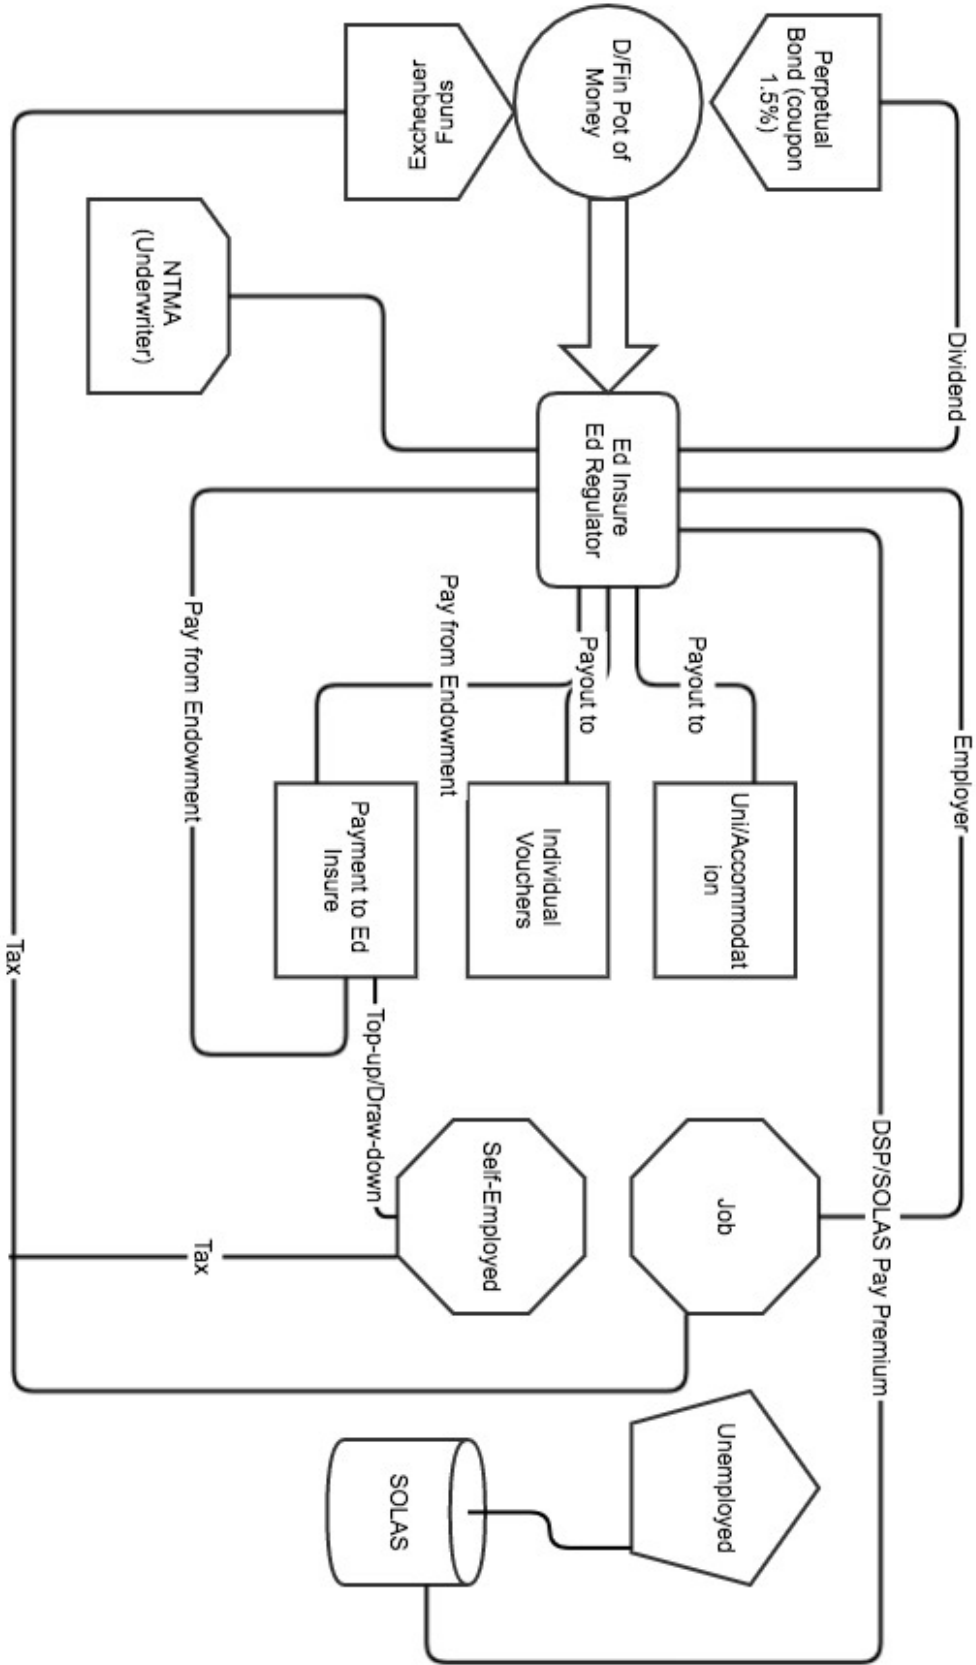 Perpetual
Bond (coupon
1.5%)
D/Fin Pot of
Money
Exchequer
Funds
Dividend
NTMA
(Underwriter)
Ed Insure
Ed Regulator
Employer
Payout to
Payout to
Pay from Endowment
Pay from Endowment
Uni/Accommodat
ion
Individual
Vouchers
Payment to Ed
Insure
Tax
Top-up/Draw-down
DSP/SOLAS Pay Premium
Job
Self-Employed
Tax
Unemployed
SOLAS